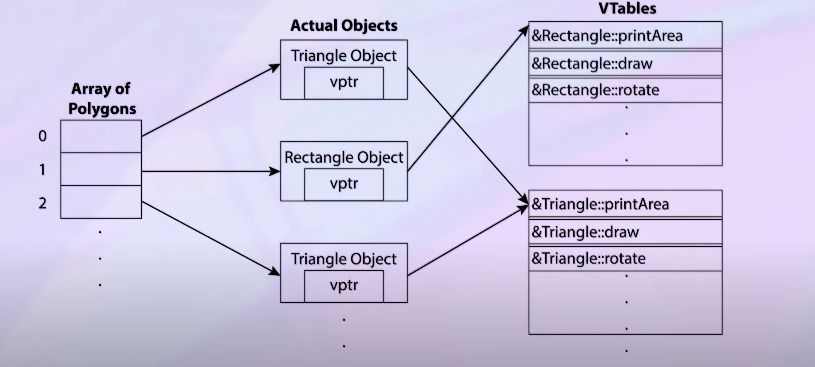 Array of
Polygons
0
1
2
Actual Objects
Triangle Object
vptr
Rectangle Object
vptr
Triangle Object
vptr
VTables
&Rectangle::printArea
&Rectangle::draw
&Rectangle::rotate
&Triangle::printArea
&Triangle::draw
&Triangle::rotate